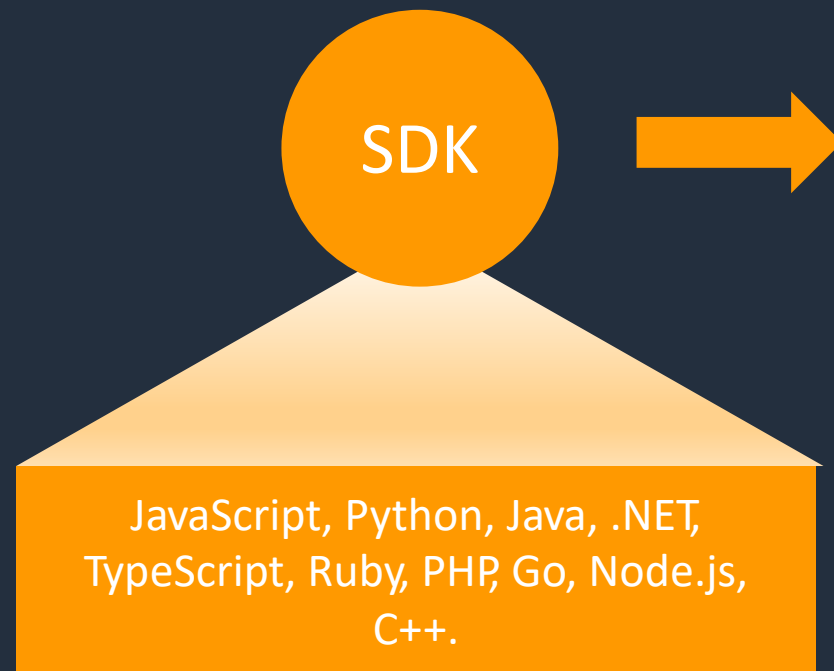 SDK
JavaScript, Python, Java, .NET,
TypeScript, Ruby, PHP, Go, Node.js,
C++.